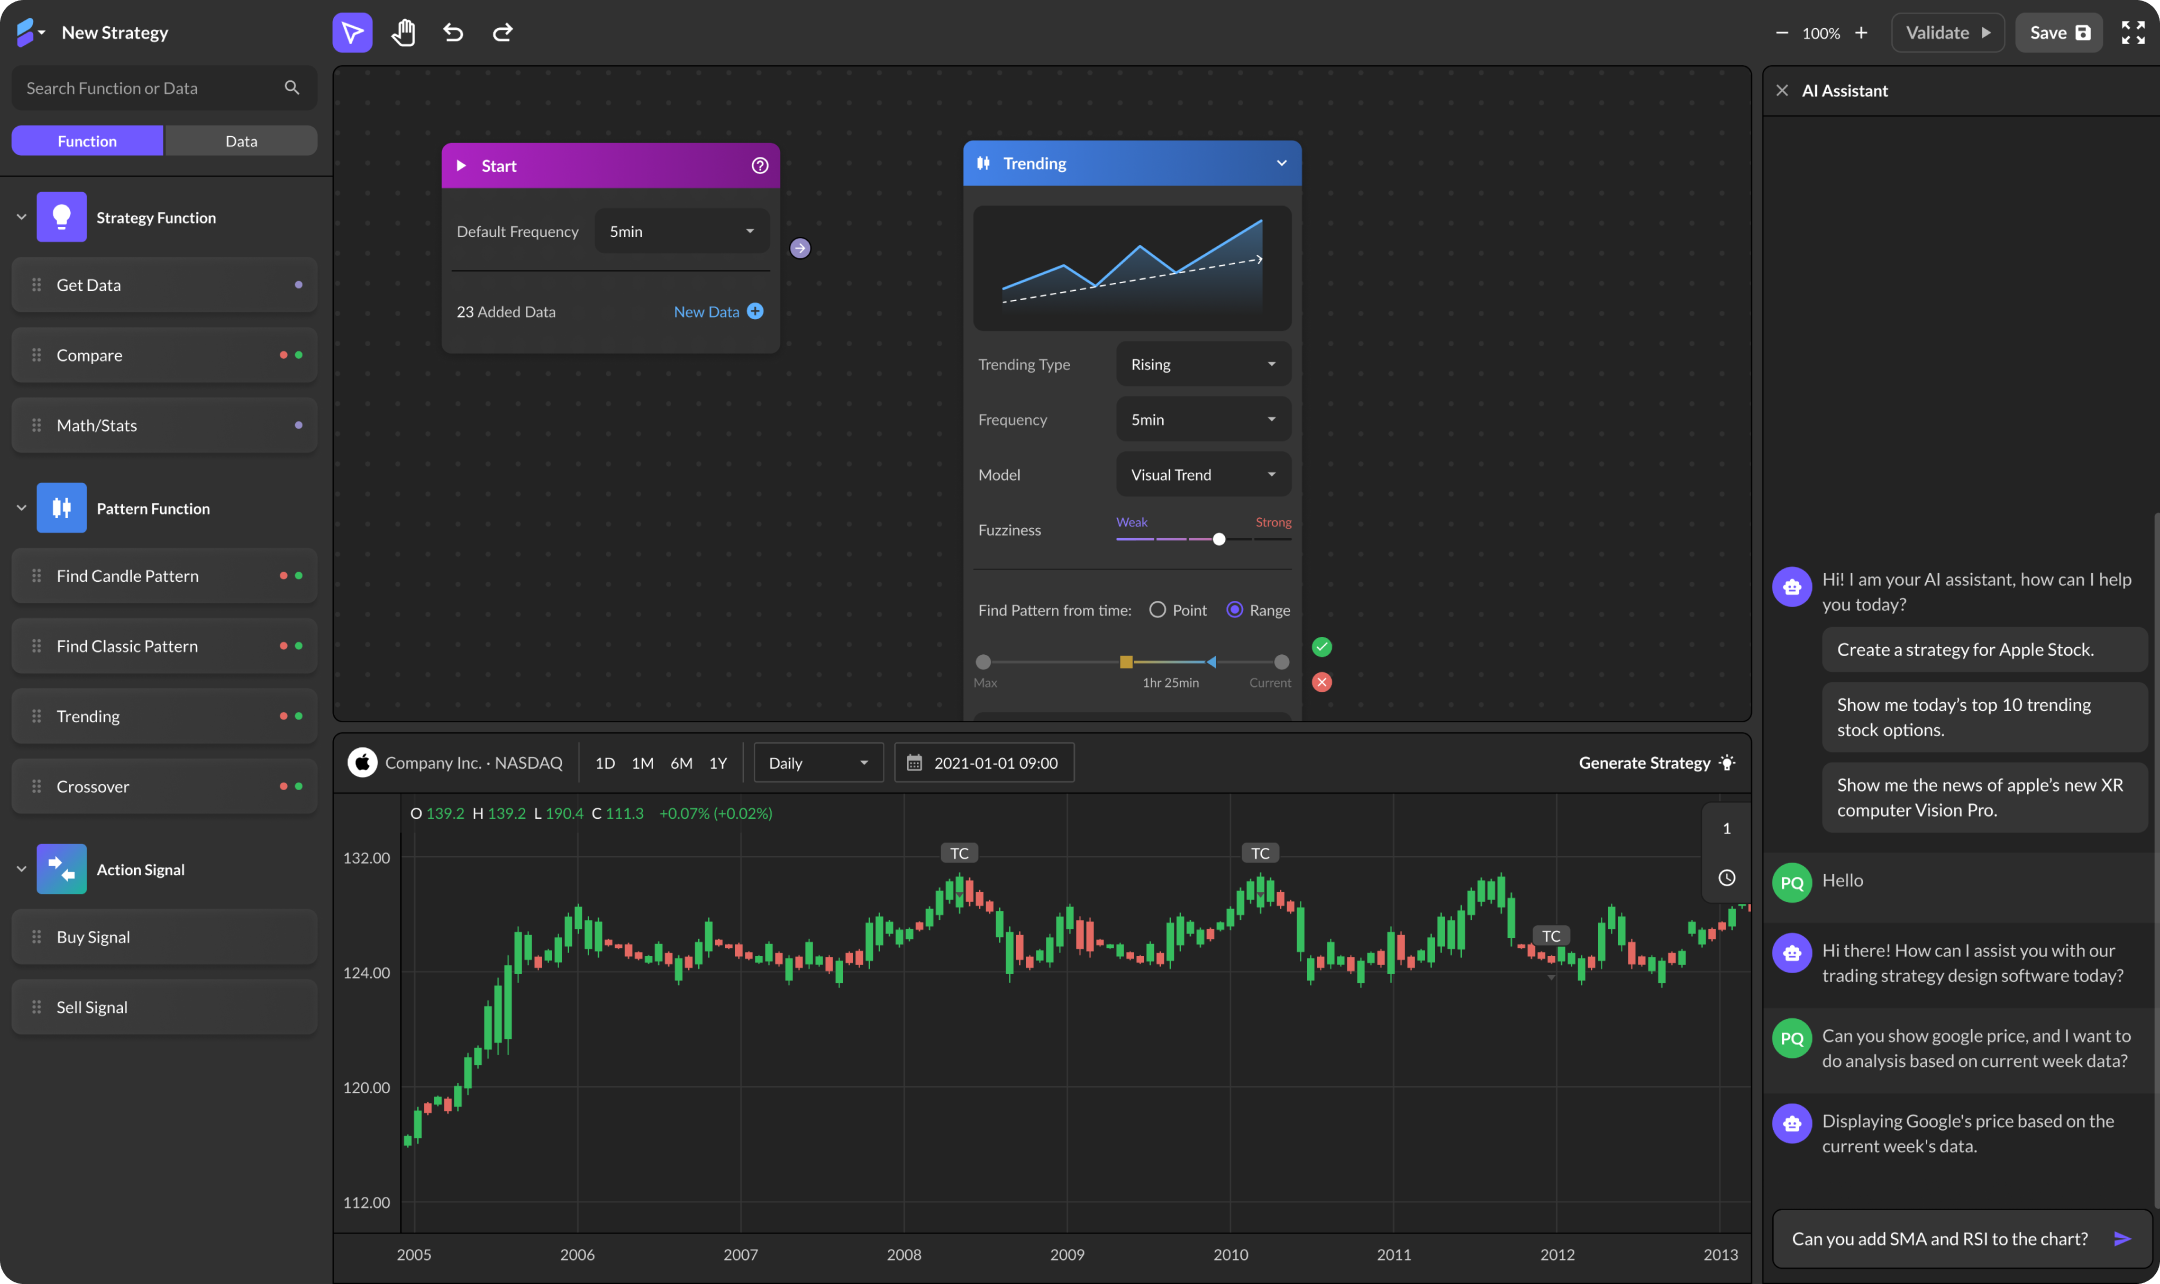 New Strategy
100%
Validate
Save
Search Function or Data
Function
Data
Strategy Function
Get Data
Compare
Math/Stats
Pattern Function
Find Candle Pattern
Find Classic Pattern
Trending
Crossover
Action Signal
Buy Signal
Sell Signal
Start
Default Frequency
5min
23 Added Data
New Data
Trending
Trending Type
Rising
Frequency
5min
Model
Visual Trend
Fuzziness
Weak
Strong
Find Pattern from time:
Point
Range
Max
1hr 25min
Current
Company Inc. · NASDAQ
1D 1M 6M 1Y
Daily
2021-01-01 09:00
Generate Strategy
O 139.2 H 139.2 L 190.4 C 111.3 +0.07% (+0.02%)
1
TC
TC
TC
132.00
124.00
120.00
112.00
2005 2006 2007 2008 2009 2010 2011 2012 2013
AI Assistant
Hi! I am your AI assistant, how can I help
you today?
Create a strategy for Apple Stock.
Show me today's top 10 trending
stock options.
Show me the news of apple's new XR
computer Vision Pro.
PQ
Hello
Hi there! How can I assist you with our
trading strategy design software today?
PQ
Can you show google price, and I want to
do analysis based on current week data?
Displaying Google's price based on the
current week's data.
Can you add SMA and RSI to the chart?